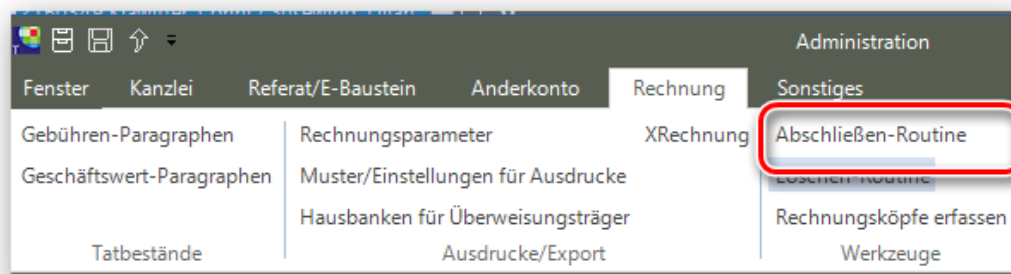 Administration
Fenster Kanzlei Referat/E-Baustein Anderkonto Rechnung Sonstiges
Gebühren-Paragraphen Rechnungsparameter XRechnung Abschließen-Routine
Geschäftswert-Paragraphen Muster/Einstellungen für Ausdrucke Löschen-Routine
Hausbanken für Überweisungsträger Rechnungsköpfe erfassen
Tatbestände Ausdrucke/Export Werkzeuge